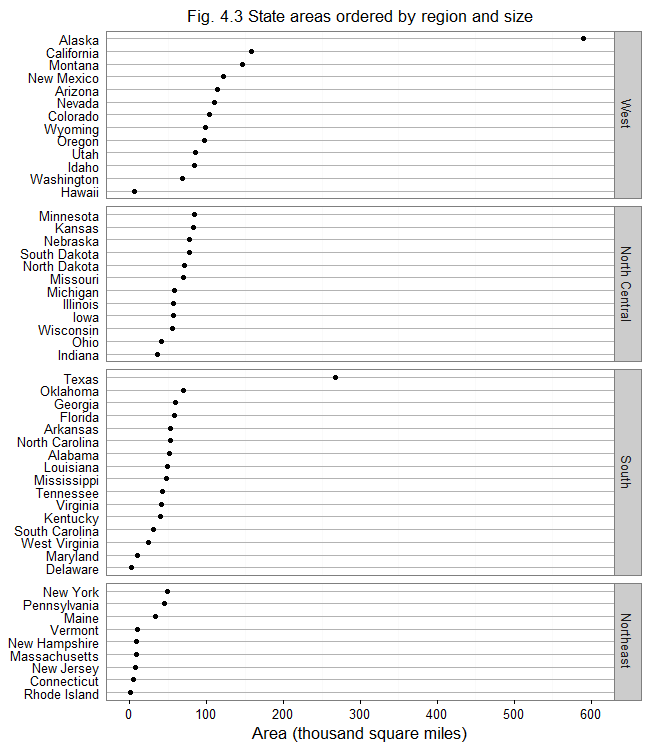 Fig. 4.3 State areas ordered by region and size
Alaska
California
Montana
New Mexico
Arizona
Nevada
Colorado
Wyoming
Oregon
Utah
Idaho
Washington
Hawaii
West
Minnesota
Kansas
Nebraska
South Dakota
North Dakota
Missouri
Michigan
Illinois
Iowa
Wisconsin
Ohio
Indiana
North Central
Texas
Oklahoma
Georgia
Florida
Arkansas
North Carolina
Alabama
Louisiana
Mississippi
Tennessee
Virginia
Kentucky
South Carolina
West Virginia
Maryland
Delaware
South
New York
Pennsylvania
Maine
Vermont
New Hampshire
Massachusetts
New Jersey
Connecticut
Rhode Island
Northeast
0 100 200 300 400 500 600
Area (thousand square miles)